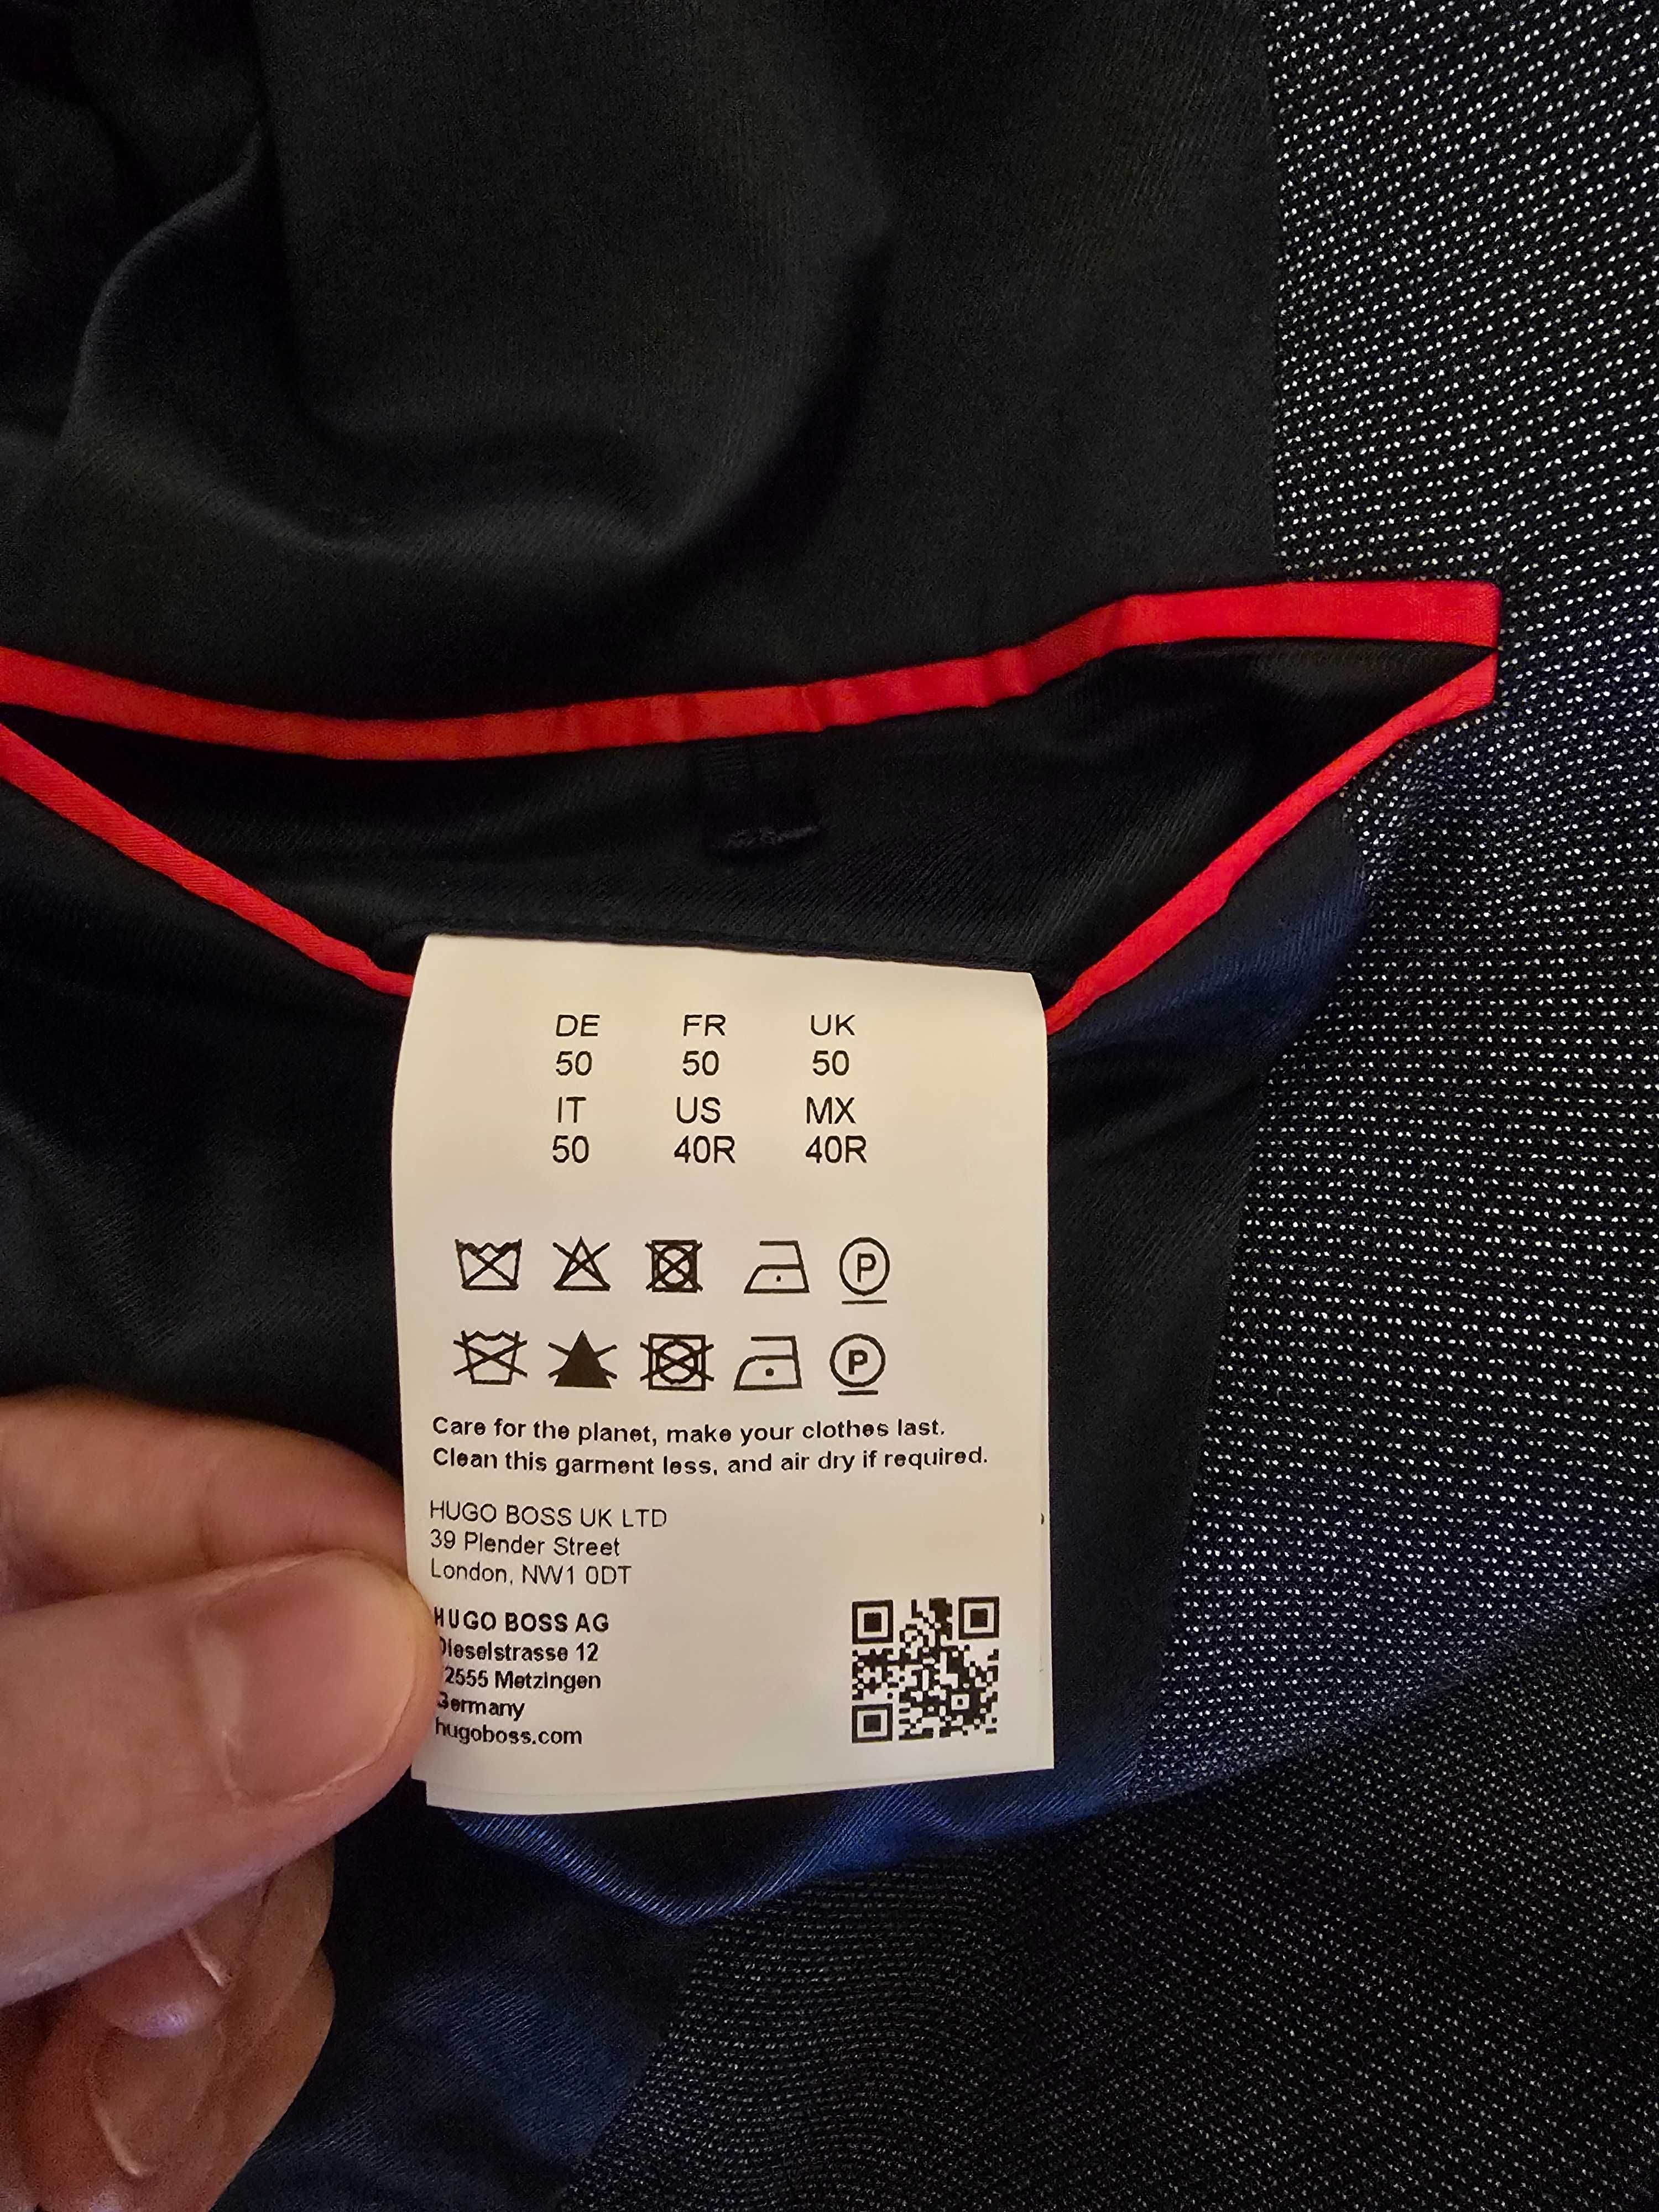 DE FR UK
50 50 50
IT US MX
50 40R 40R
P
P
Care for the planet, make your clothes last.
Clean this garment less, and air dry if required.
HUGO BOSS UK LTD
39 Plender Street
London, NW1 0DT
HUGO BOSS AG
Dieselstrasse 12
2555 Metzingen
Germany
hugoboss.com